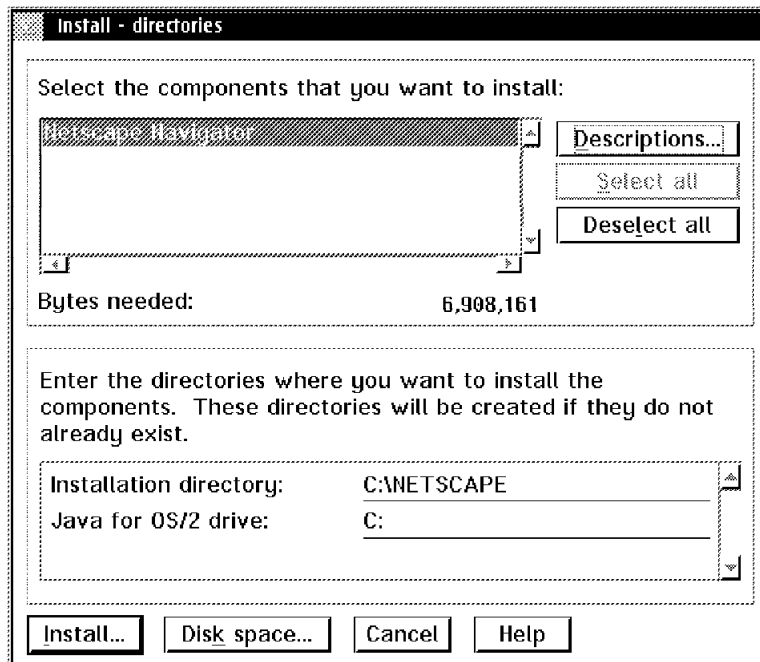 Install - directories
Select the components that you want to install:
Netscape Navigator
Descriptions...
Select all
Deselect all
Bytes needed: 6,908,161
Enter the directories where you want to install the
components. These directories will be created if they do not
already exist.
Installation directory: C:\NETSCAPE
Java for OS/2 drive: C:
Install... Disk space... Cancel Help